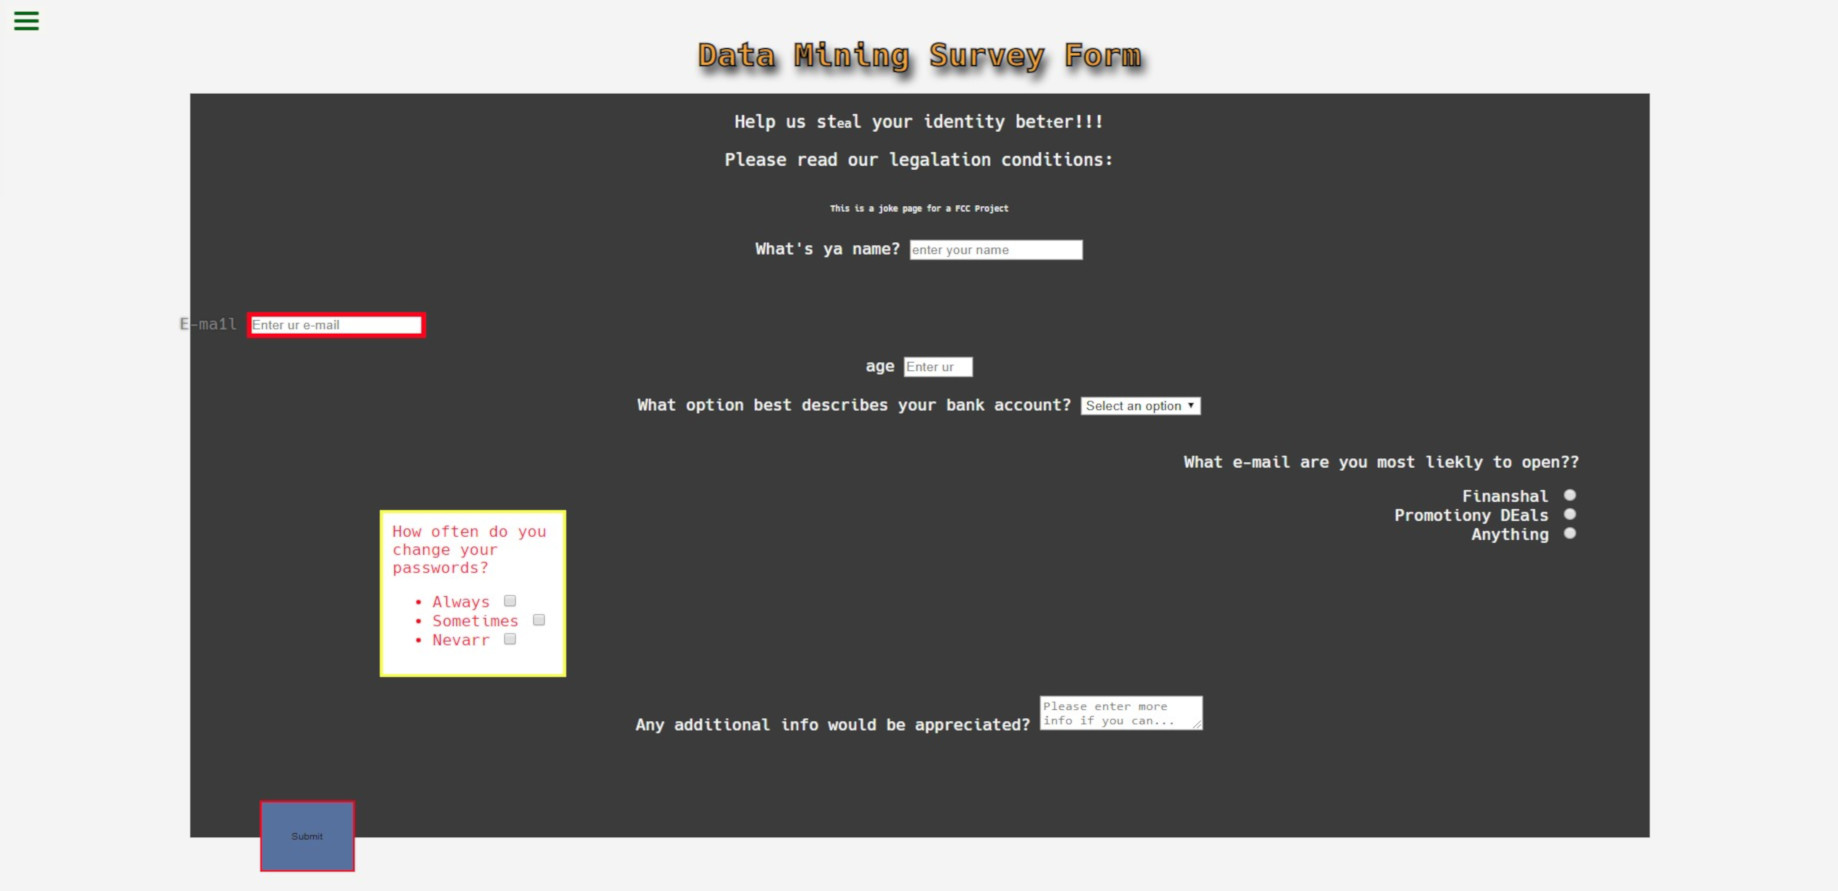 Data Mining Survey Form
Help us steal your identity better!!!
Please read our legalation conditions:
This is a joke page for a FCC Project
What's ya name? enter your name
E-ma1l Enter ur e-mail
age Enter ur
What option best describes your bank account? Select an option
What e-mail are you most liekly to open??
Finanshal
Promotiony DEals
Anything
How often do you
change your
passwords?
• Always
• Sometimes
• Nevarr
Please enter more
Any additional info would be appreciated? info if you can...
Submit